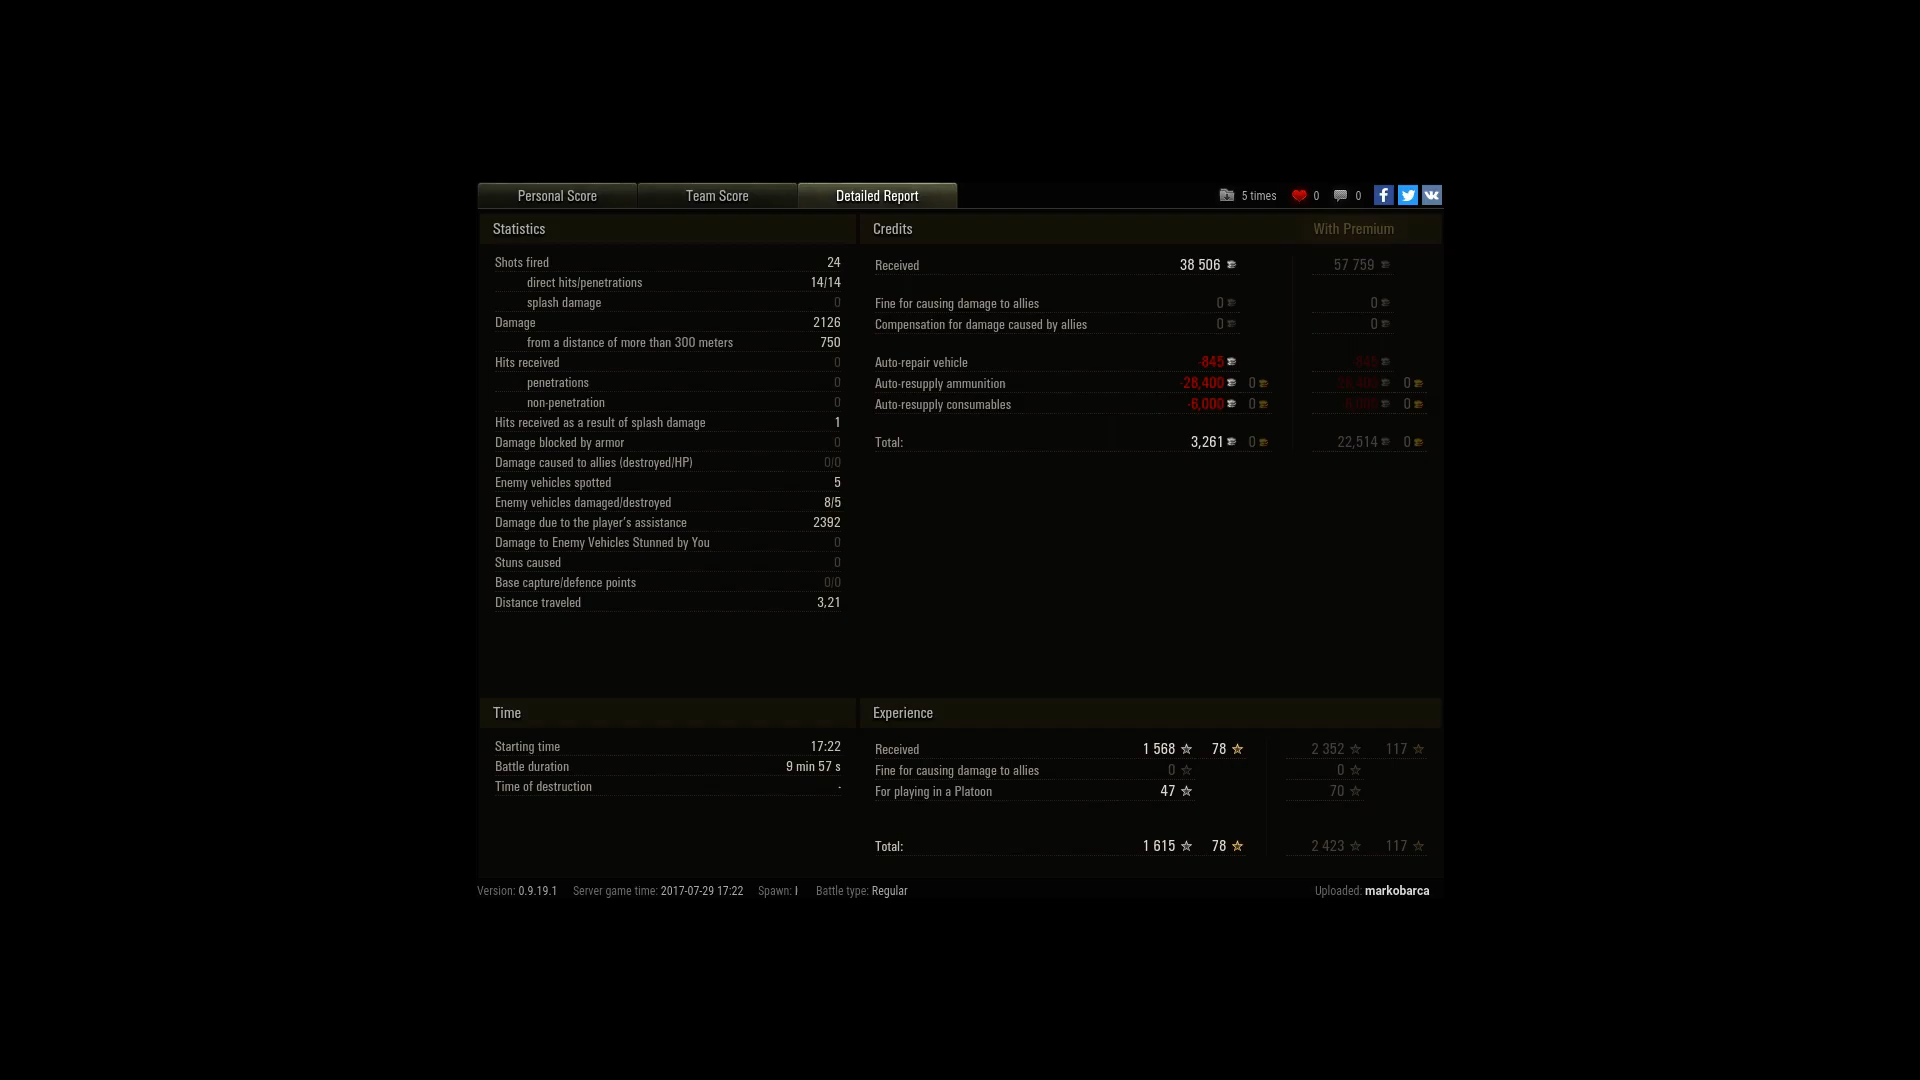 Personal Score Team Score Detailed Report 5 times 0 0
Statistics
Shots fired 24
direct hits/penetrations 14/14
splash damage 0
Damage 2126
from a distance of more than 300 meters 750
Hits received 0
penetrations 0
non-penetration 0
Hits received as a result of splash damage 1
Damage blocked by armor 0
Damage caused to allies (destroyed/HP) 0/0
Enemy vehicles spotted 5
Enemy vehicles damaged/destroyed 8/5
Damage due to the player's assistance 2392
Damage to Enemy Vehicles Stunned by You 0
Stuns caused 0
Base capture/defence points 0/0
Distance traveled 3,21
Credits With Premium
Received 38 506 57 759
Fine for causing damage to allies 0 0
Compensation for damage caused by allies 0 0
Auto-repair vehicle -845 -845
Auto-resupply ammunition -28,400 0 -28,400 0
Auto-resupply consumables -6,000 0 -6,000 0
Total: 3,261 0 22,514 0
Time
Starting time 17:22
Battle duration 9 min 57 s
Time of destruction -
Experience
Received 1 568 78 2 352 117
Fine for causing damage to allies 0 0
For playing in a Platoon 47 70
Total: 1 615 78 2 423 117
Version: 0.9.19.1 Server game time: 2017-07-29 17:22 Spawn: I Battle type: Regular Uploaded: markobarca